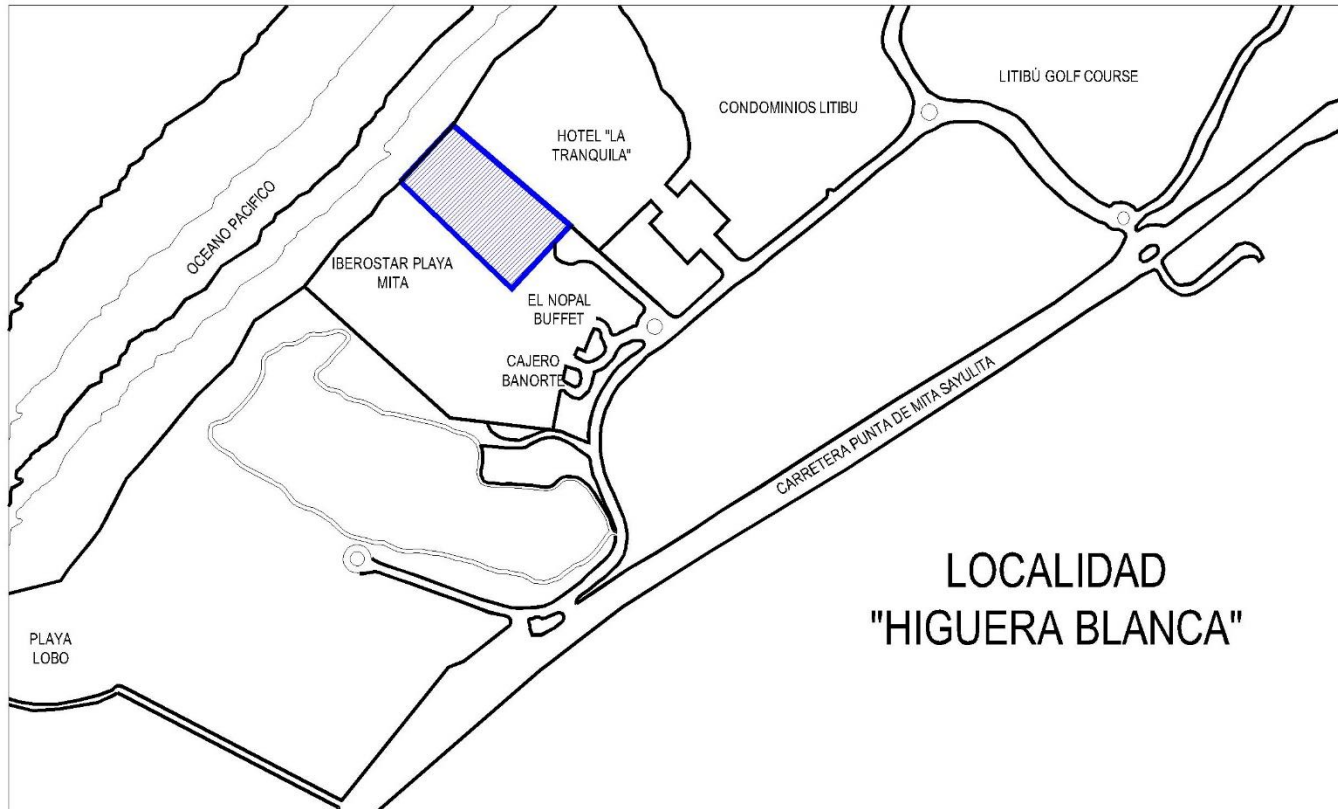 LITIBÚ GOLF COURSE
CONDOMINIOS LITIBU
HOTEL "LA
TRANQUILA"
OCEANO PACIFICO
IBEROSTAR PLAYA
MITA
EL NOPAL
BUFFET
CAJERO
BANORTE
CARRETERA PUNTA DE MITA SAYULITA
LOCALIDAD
"HIGUERA BLANCA"
PLAYA
LOBO